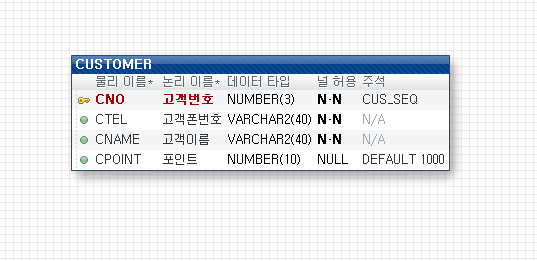 CUSTOMER
물리 이름* 논리 이름* 데이터 타입 널 허용 주석
CNO 고객번호 NUMBER(3) N-N CUS_SEQ
CTEL 고객폰번호 VARCHAR2(40) N-N N/A
CNAME 고객이름 VARCHAR2(40) N-N N/A
CPOINT 포인트 NUMBER(10) NULL DEFAULT 1000